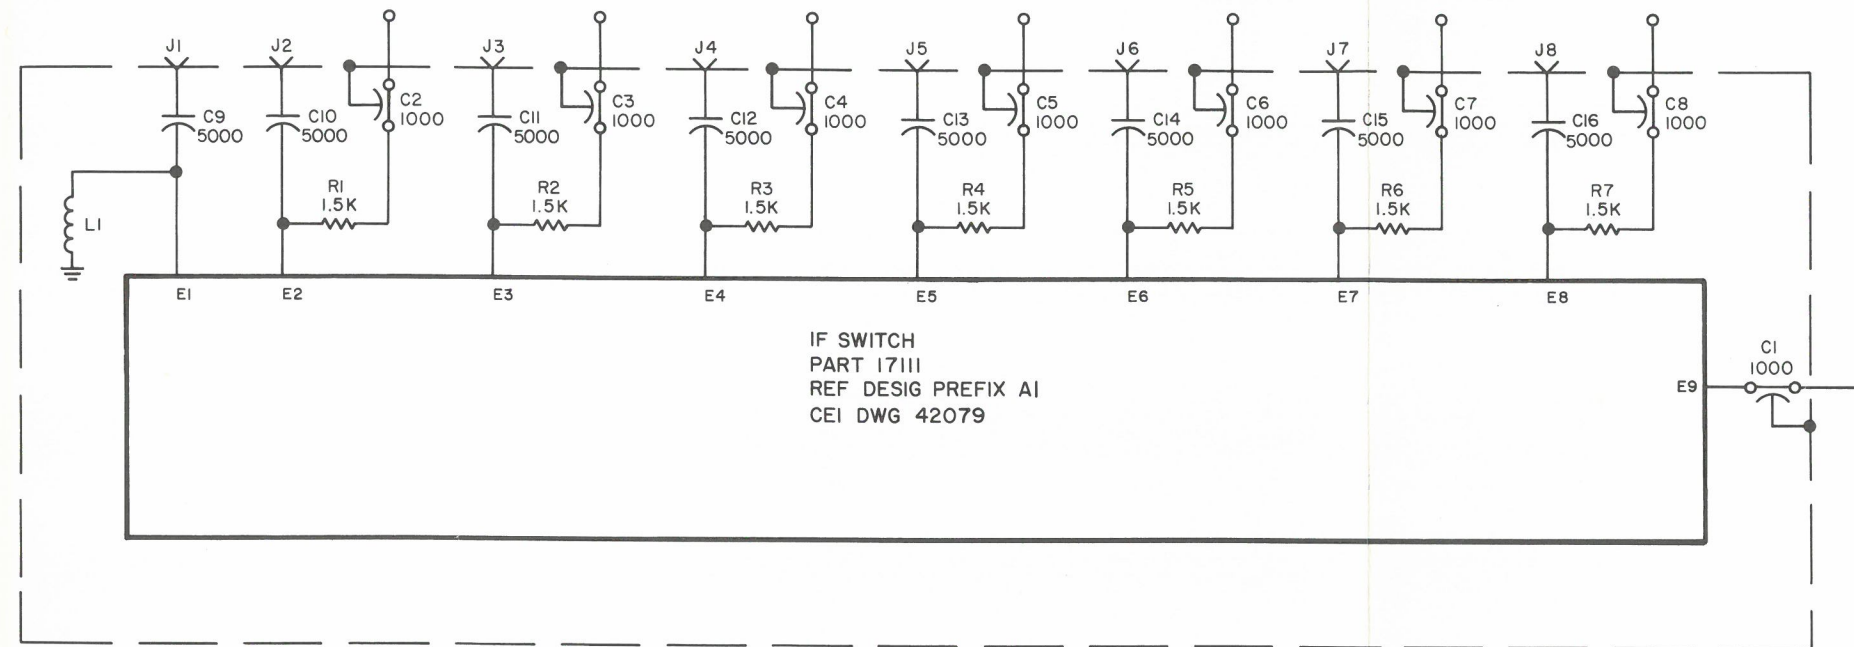 J1
J2
J3
J4
J5
J6
J7
J8
C9
5000
C10
5000
C2
1000
C11
5000
C3
1000
C12
5000
C4
1000
C13
5000
C5
1000
C14
5000
C6
1000
C15
5000
C7
1000
C16
5000
C8
1000
R1
1.5K
R2
1.5K
R3
1.5K
R4
1.5K
R5
1.5K
R6
1.5K
R7
1.5K
L1
E1
E2
E3
E4
E5
E6
E7
E8
IF SWITCH
PART 17111
REF DESIG PREFIX A1
CEI DWG 42079
E9
C1
1000